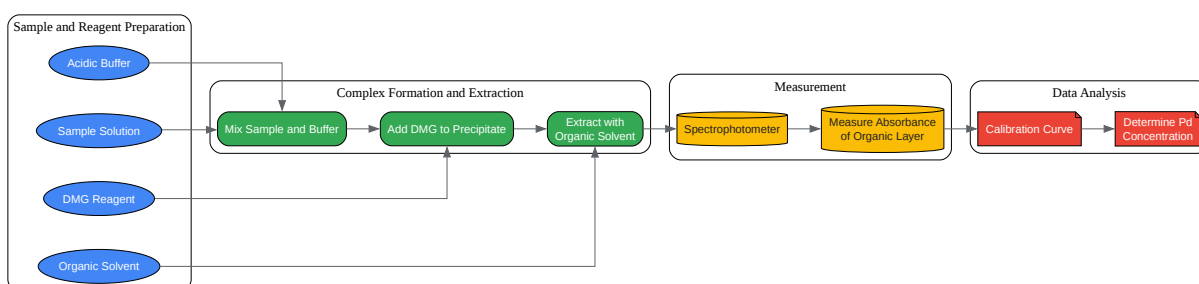 Sample and Reagent Preparation
Acidic Buffer
Sample Solution
DMG Reagent
Organic Solvent
Complex Formation and Extraction
Mix Sample and Buffer
Add DMG to Precipitate
Extract with
Organic Solvent
Measurement
Spectrophotometer
Measure Absorbance
of Organic Layer
Data Analysis
Calibration Curve
Determine Pd
Concentration